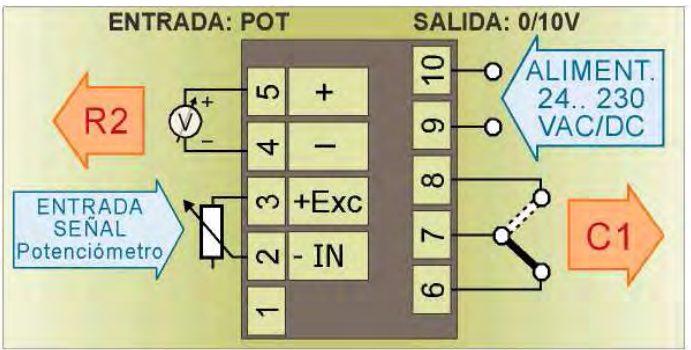 ENTRADA: POT
SALIDA: 0/10V
R2
V
+
–
5
+
4
–
ENTRADA
SEÑAL
Potenciómetro
3
+Exc
2
- IN
1
10
9
ALIMENT.
24.. 230
VAC/DC
8
7
6
C1